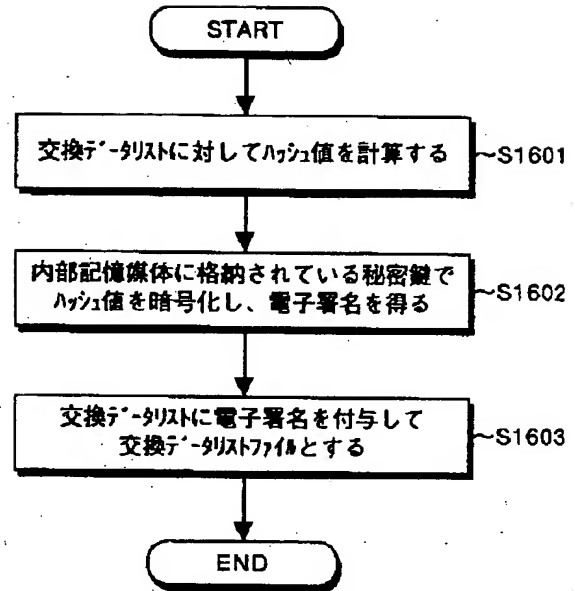 START
交換ﾃﾞｰﾀﾘｽﾄに対してﾊｯｼｭ値を計算する
~S1601
内部記憶媒体に格納されている秘密鍵で
ﾊｯｼｭ値を暗号化し、電子署名を得る
~S1602
交換ﾃﾞｰﾀﾘｽﾄに電子署名を付与して
交換ﾃﾞｰﾀﾘｽﾄﾌｧｲﾙとする
~S1603
END